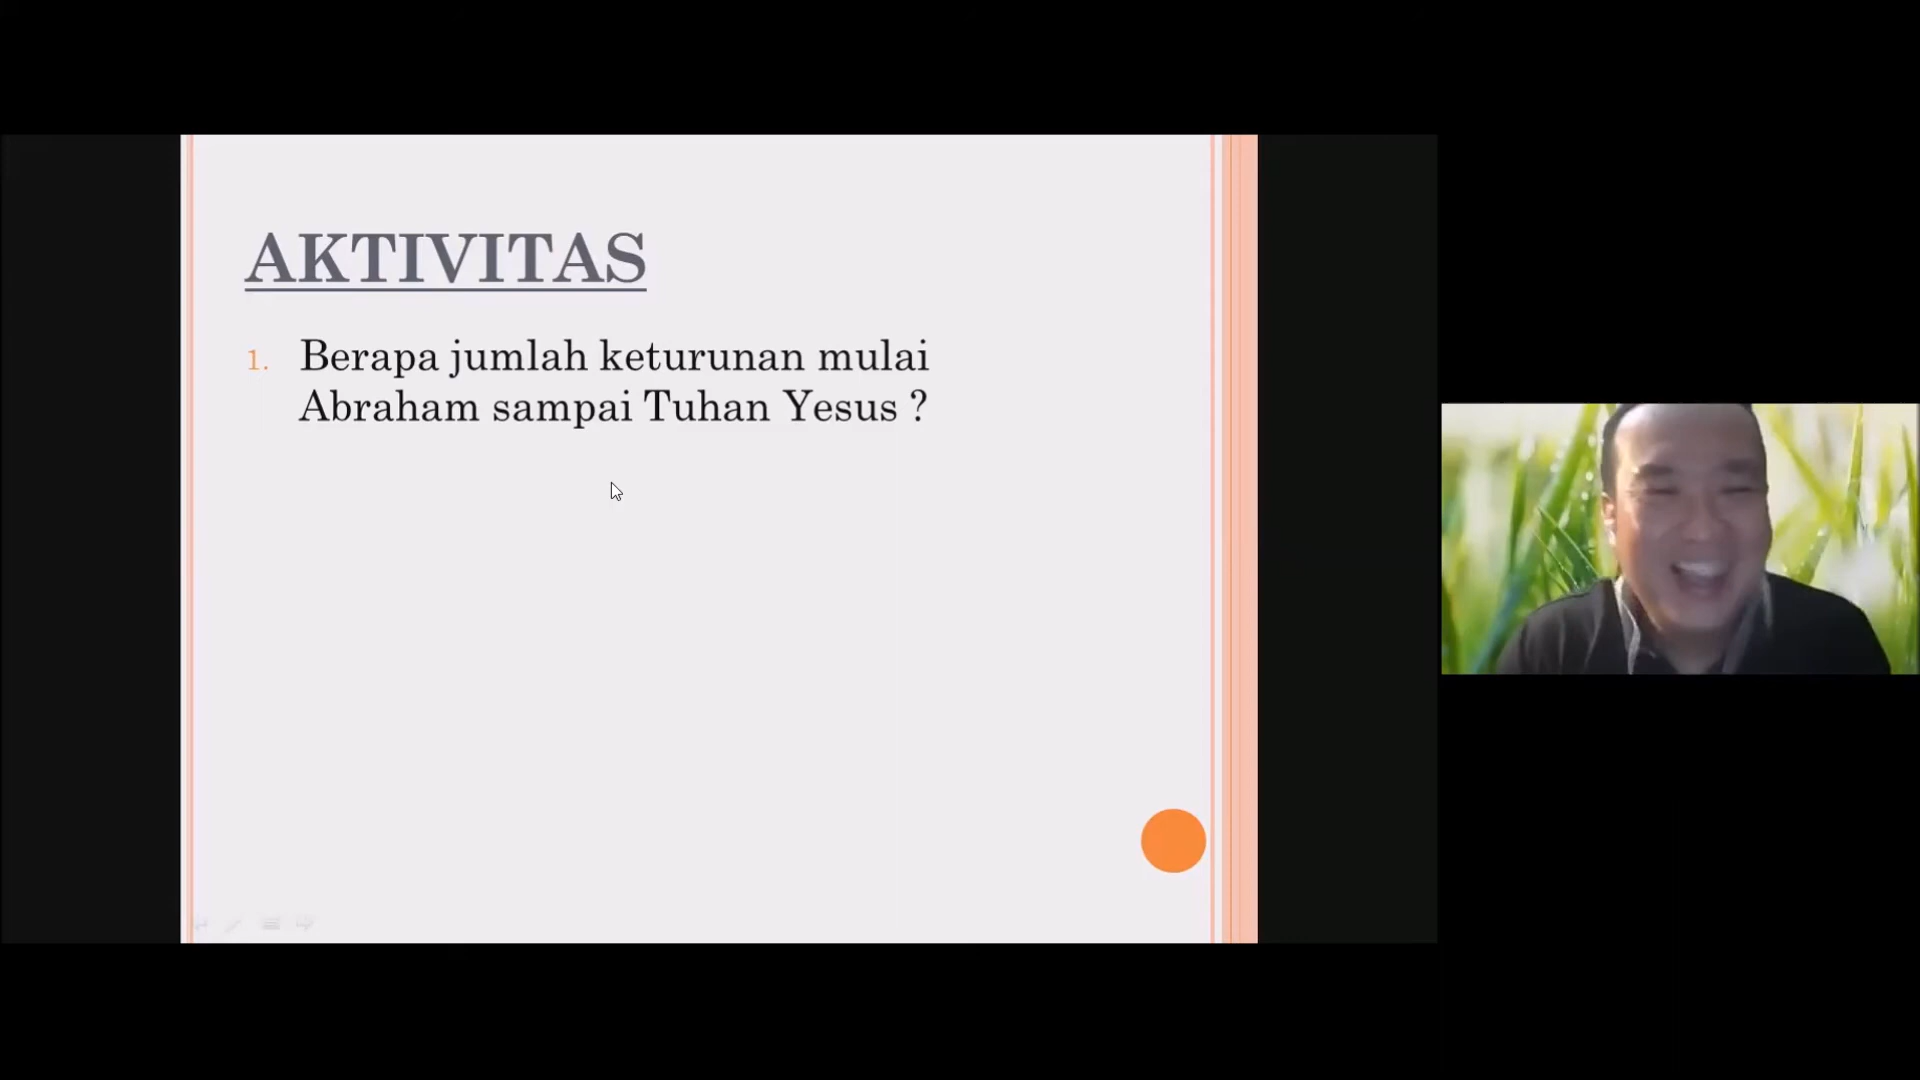 AKTIVITAS
1. Berapa jumlah keturunan mulai
Abraham sampai Tuhan Yesus ?